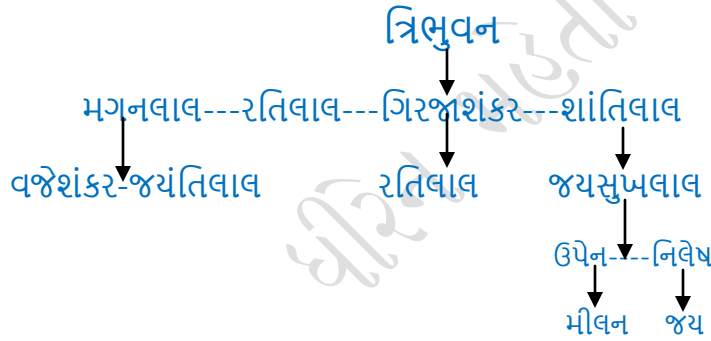 ત્રિભુવન
મગનલાલ---રતિલાલ---ગિરજાશંકર---શાંતિલાલ
વજેશંકર-જયંતિલાલ રતિલાલ જયસુખલાલ
ઉપેન----નિલેષ
મીલન જય